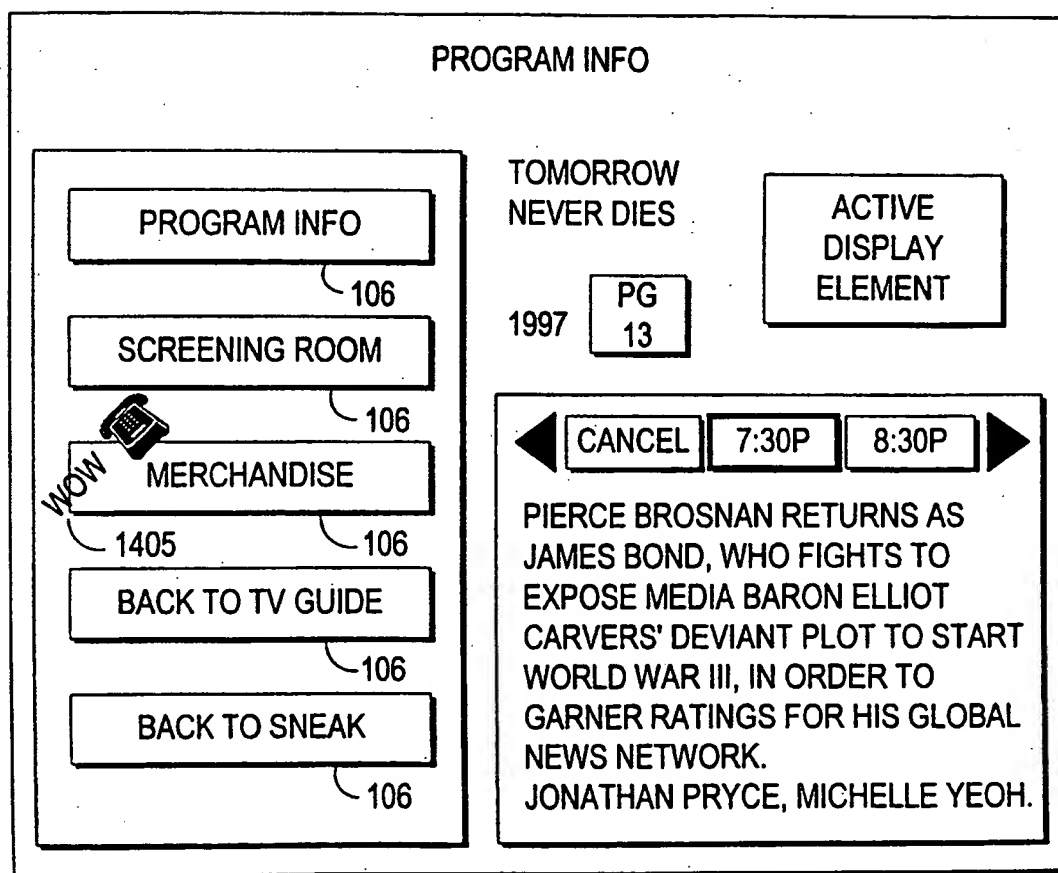 PROGRAM INFO
PROGRAM INFO
106
SCREENING ROOM
106
WOW
MERCHANDISE
1405
106
BACK TO TV GUIDE
106
BACK TO SNEAK
106
TOMORROW
NEVER DIES
1997
PG
13
ACTIVE
DISPLAY
ELEMENT
CANCEL 7:30P 8:30P
PIERCE BROSNAN RETURNS AS
JAMES BOND, WHO FIGHTS TO
EXPOSE MEDIA BARON ELLIOT
CARVERS' DEVIANT PLOT TO START
WORLD WAR III, IN ORDER TO
GARNER RATINGS FOR HIS GLOBAL
NEWS NETWORK.
JONATHAN PRYCE, MICHELLE YEOH.